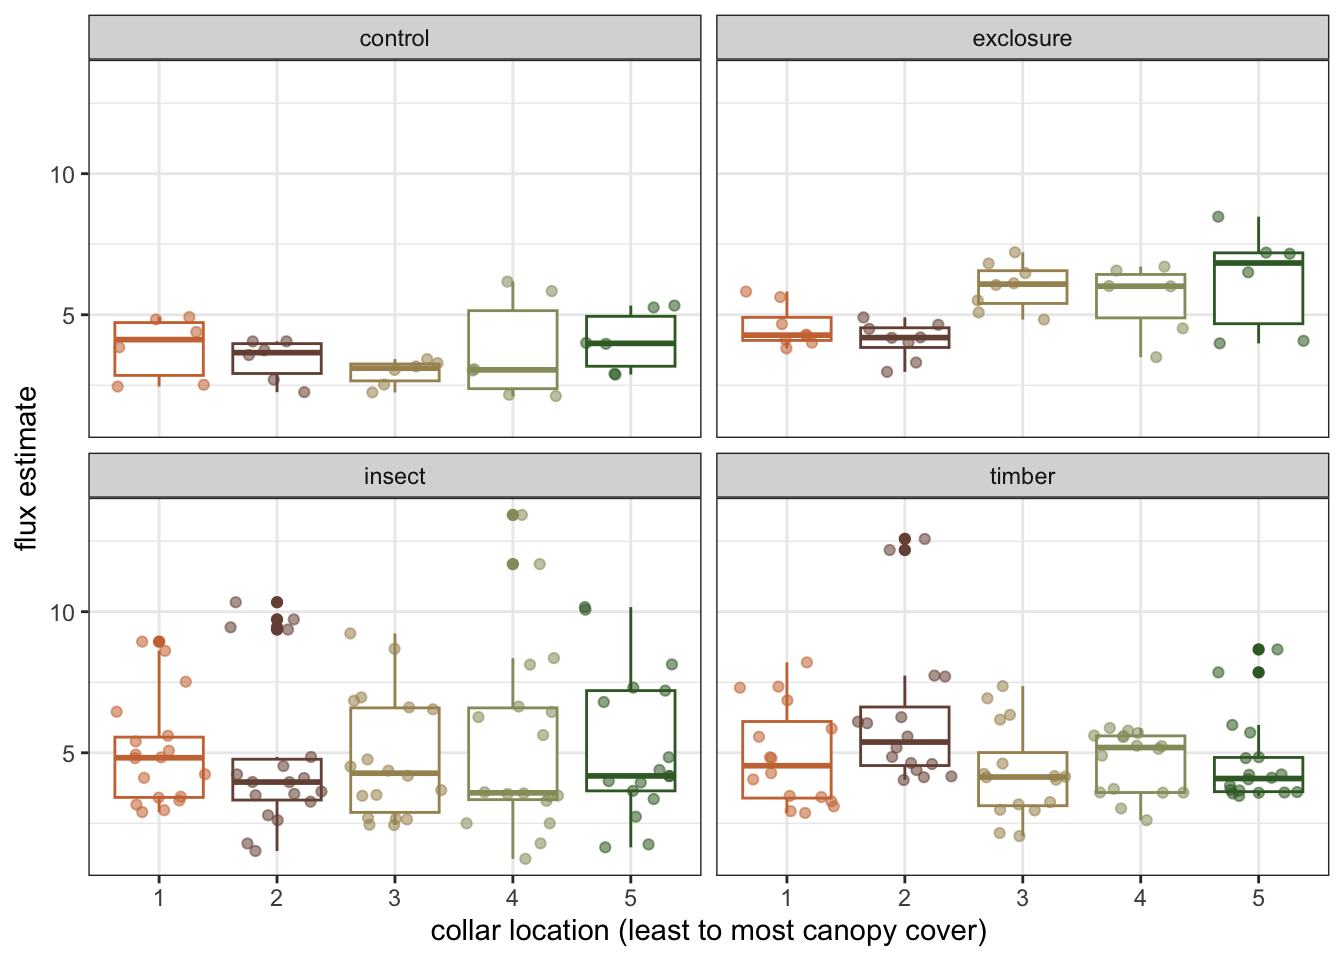 control
exclosure
10
5
insect
timber
10
5
1 2 3 4 5
1 2 3 4 5
flux estimate
collar location (least to most canopy cover)